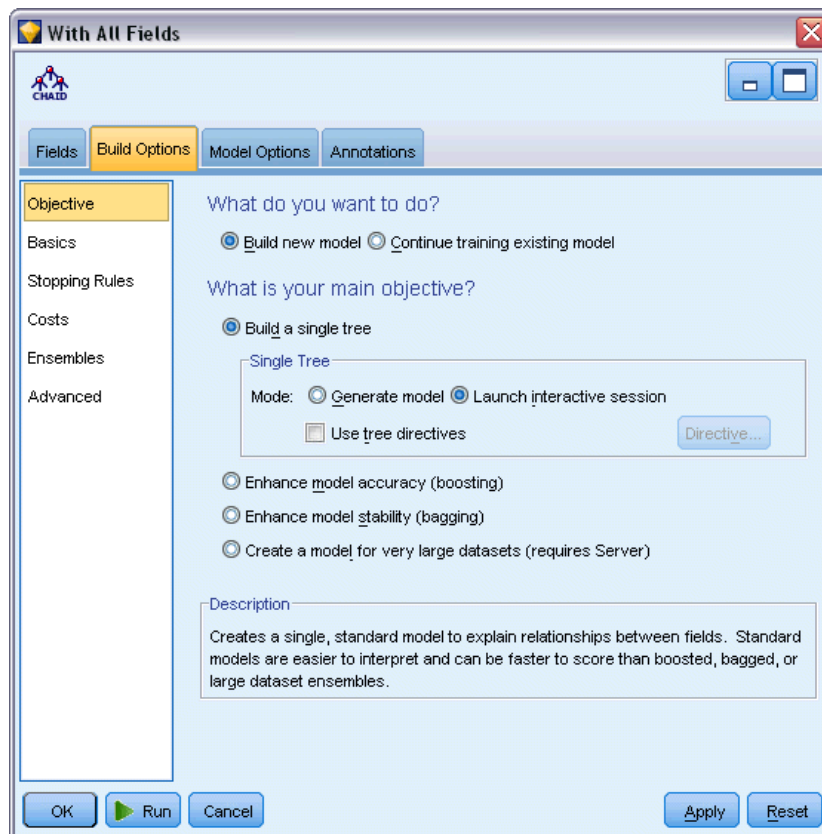 With All Fields
CHAID
Fields Build Options Model Options Annotations
Objective
Basics
Stopping Rules
Costs
Ensembles
Advanced
What do you want to do?
Build new model Continue training existing model
What is your main objective?
Build a single tree
Single Tree
Mode: Generate model Launch interactive session
Use tree directives Directive...
Enhance model accuracy (boosting)
Enhance model stability (bagging)
Create a model for very large datasets (requires Server)
Description
Creates a single, standard model to explain relationships between fields. Standard
models are easier to interpret and can be faster to score than boosted, bagged, or
large dataset ensembles.
OK Run Cancel Apply Reset